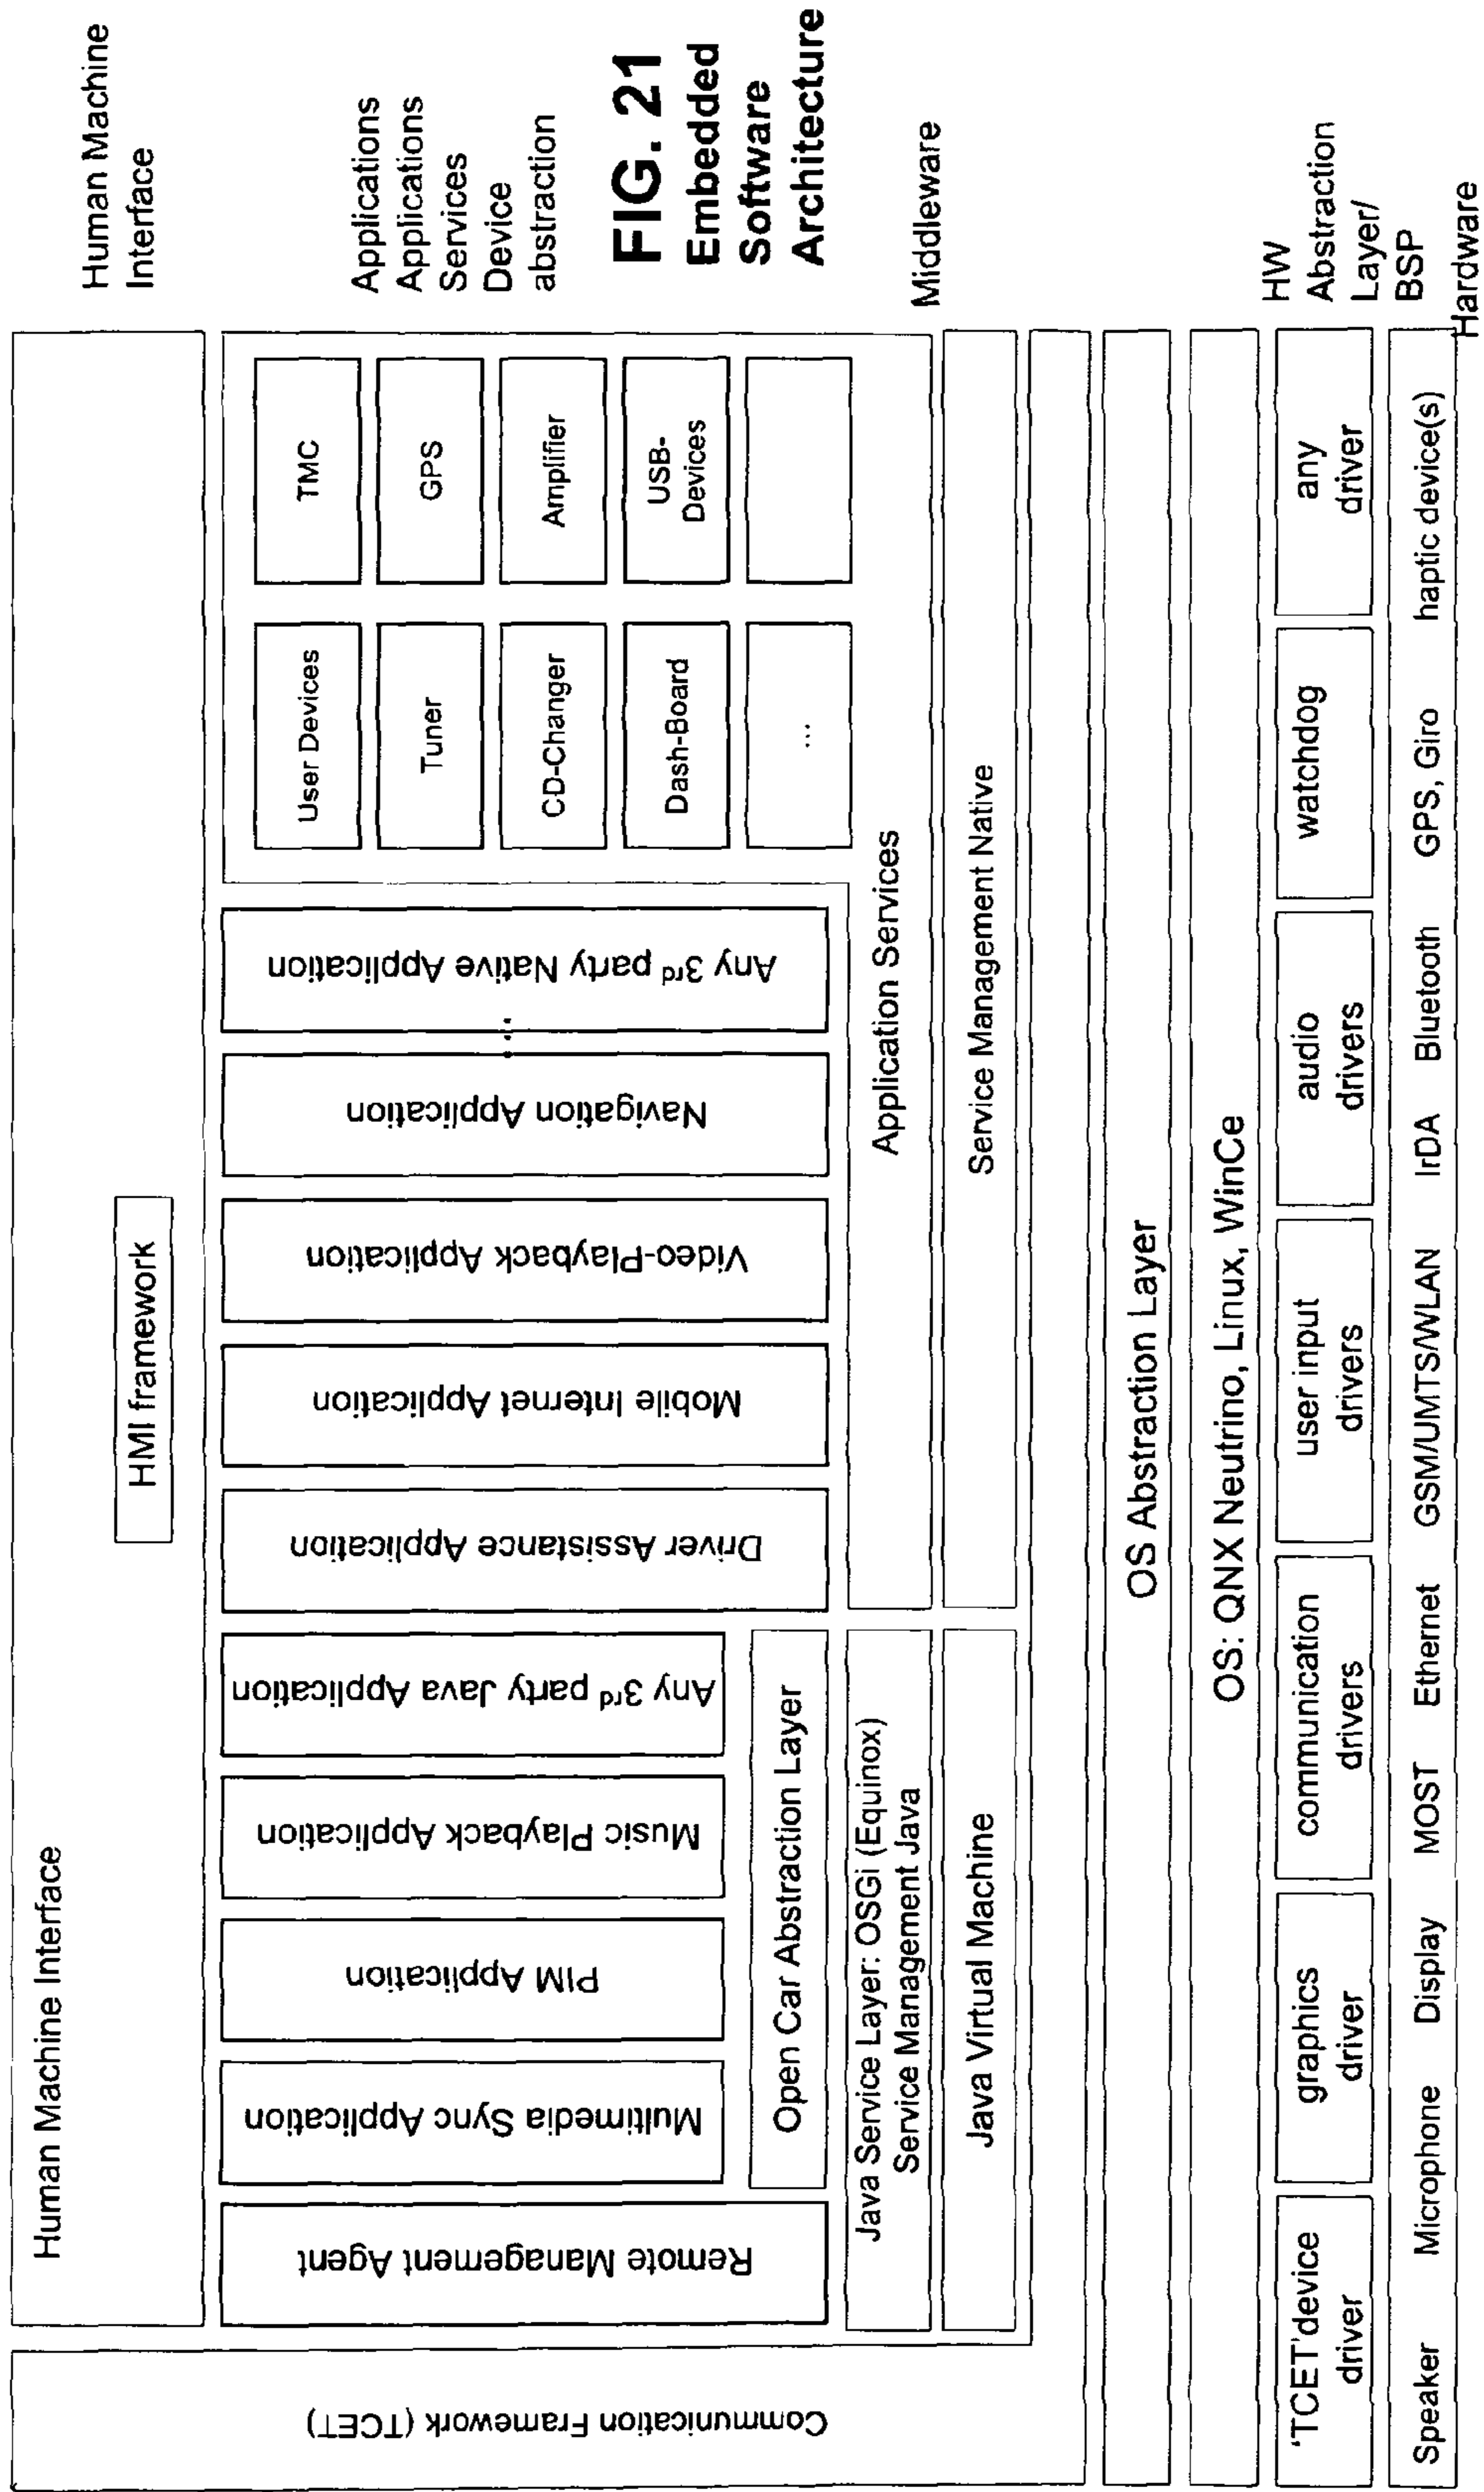 Human Machine Interface
HMI framework
Human Machine
Interface
Communication Framework (TCET)
Remote Management Agent
Multimedia Sync Application
PIM Application
Music Playback Application
Any 3rd party Java Application
Driver Assistance Application
Mobile Internet Application
Video-Playback Application
Navigation Application
...
Any 3rd party Native Application
User Devices
TMC
Tuner
GPS
CD-Changer
Amplifier
Dash-Board
USB-
Devices
...
Applications
Applications
Services
Device
abstraction
FIG. 21
Embedded
Software
Architecture
Open Car Abstraction Layer
Java Service Layer: OSGi (Equinox)
Service Management Java
Application Services
Middleware
Java Virtual Machine
Service Management Native
OS Abstraction Layer
OS: QNX Neutrino, Linux, WinCe
'TCET'device
driver
graphics
driver
communication
drivers
user input
drivers
audio
drivers
watchdog
any
driver
HW
Abstraction
Layer/
BSP
Speaker Microphone Display MOST Ethernet GSM/UMTS/WLAN IrDA Bluetooth GPS, Giro haptic device(s)
Hardware